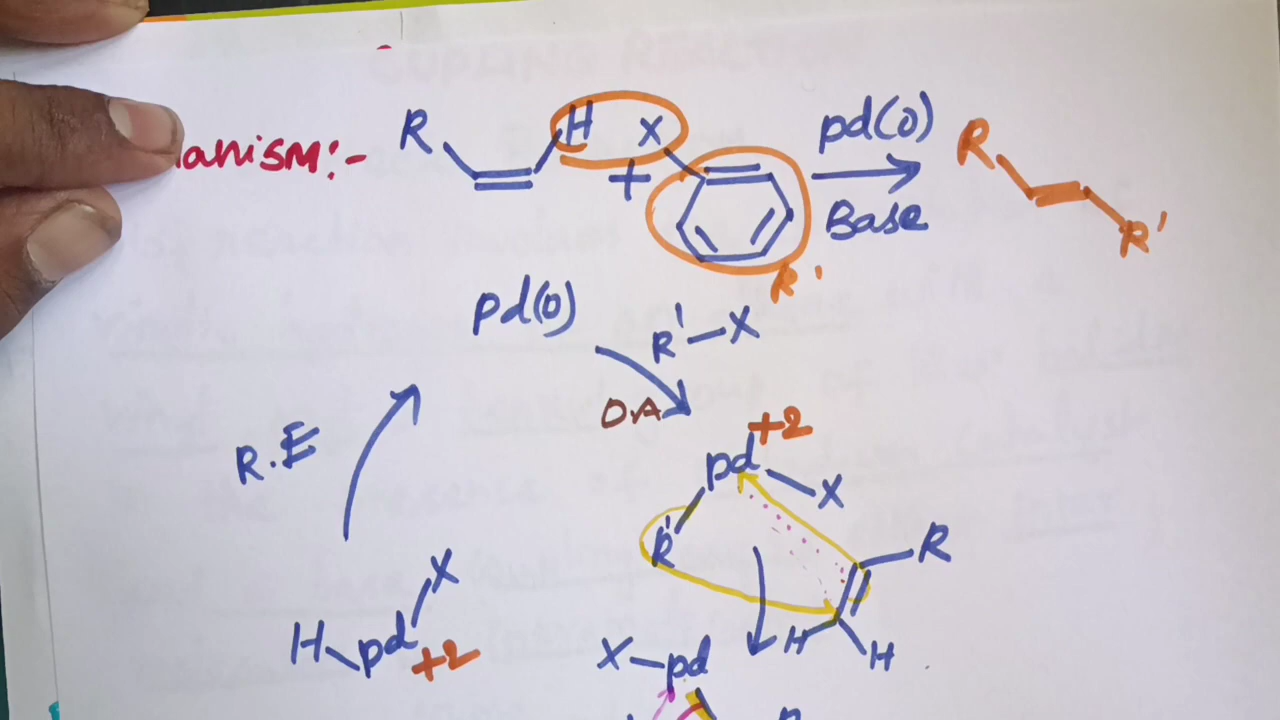 anism:-
R H X pd(0) R
+ Base R'
R'
pd(0) R'-X
O.A
+2
R.E pd X
R' R
X
H pd +2 H H
X-pd